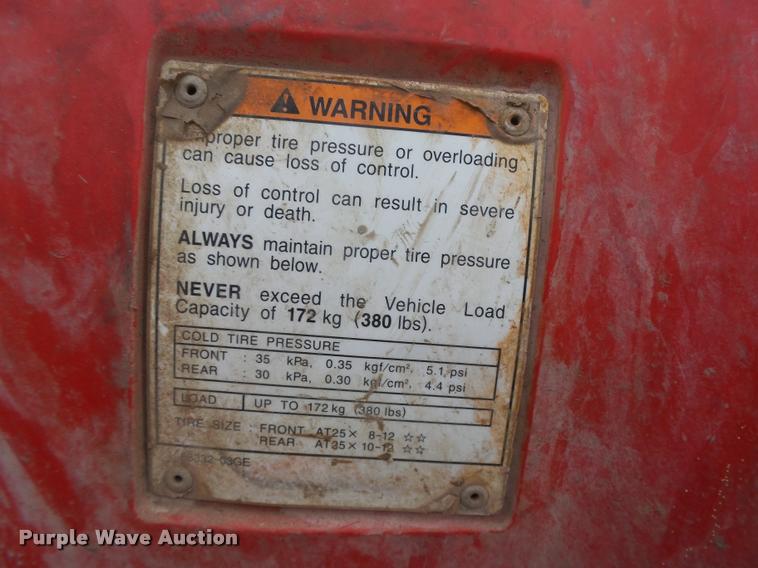 WARNING
proper tire pressure or overloading
can cause loss of control.
Loss of control can result in severe
injury or death.
ALWAYS maintain proper tire pressure
as shown below.
NEVER exceed the Vehicle Load
Capacity of 172 kg (380 lbs).
COLD TIRE PRESSURE
FRONT : 35 kPa, 0.35 kgf/cm², 5.1 psi
REAR : 30 kPa, 0.30 kgf/cm², 4.4 psi
LOAD UP TO 172 kg (380 lbs)
TIRE SIZE : FRONT AT25× 8-12 ☆☆
REAR AT25× 10-12 ☆☆
Purple Wave Auction